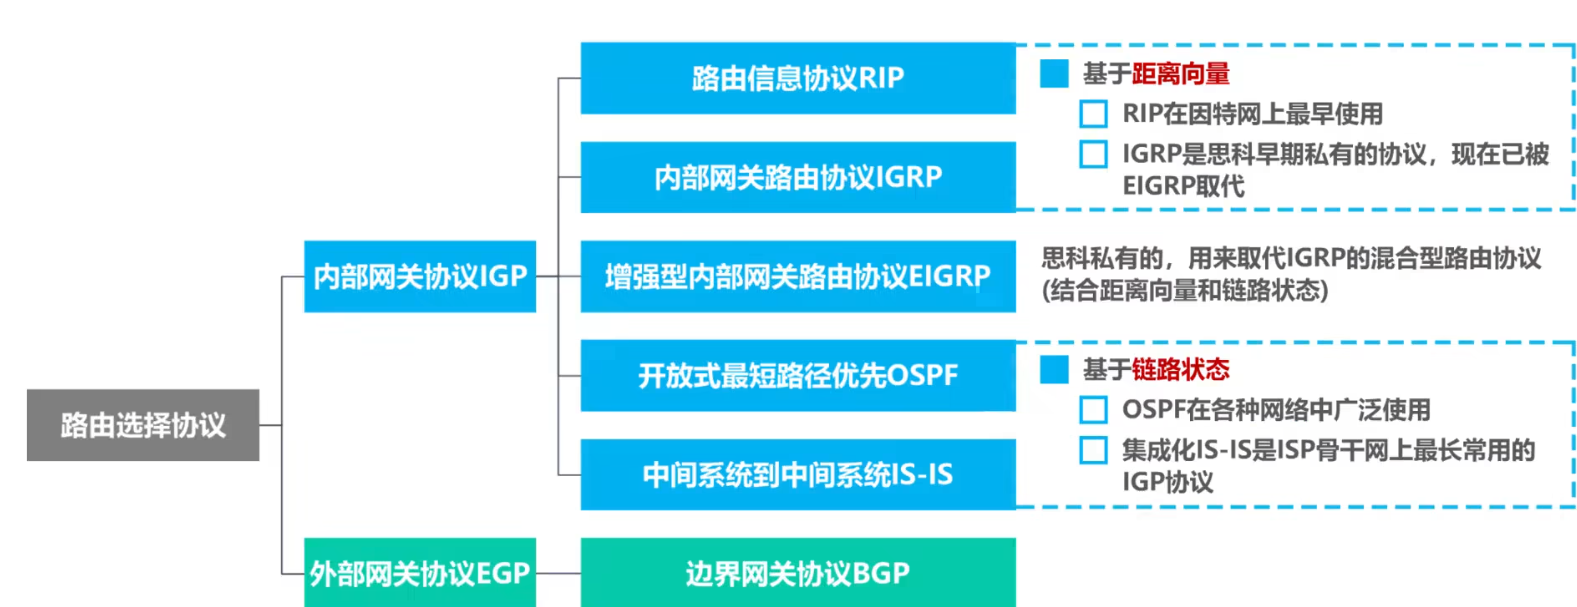 路由信息协议RIP
基于距离向量
RIP在因特网上最早使用
IGRP是思科早期私有的协议，现在已被
EIGRP取代
内部网关路由协议IGRP
内部网关协议IGP
增强型内部网关路由协议EIGRP
思科私有的，用来取代IGRP的混合型路由协议
(结合距离向量和链路状态)
开放式最短路径优先OSPF
基于链路状态
OSPF在各种网络中广泛使用
集成化IS-IS是ISP骨干网上最长常用的
IGP协议
路由选择协议
中间系统到中间系统IS-IS
外部网关协议EGP
边界网关协议BGP